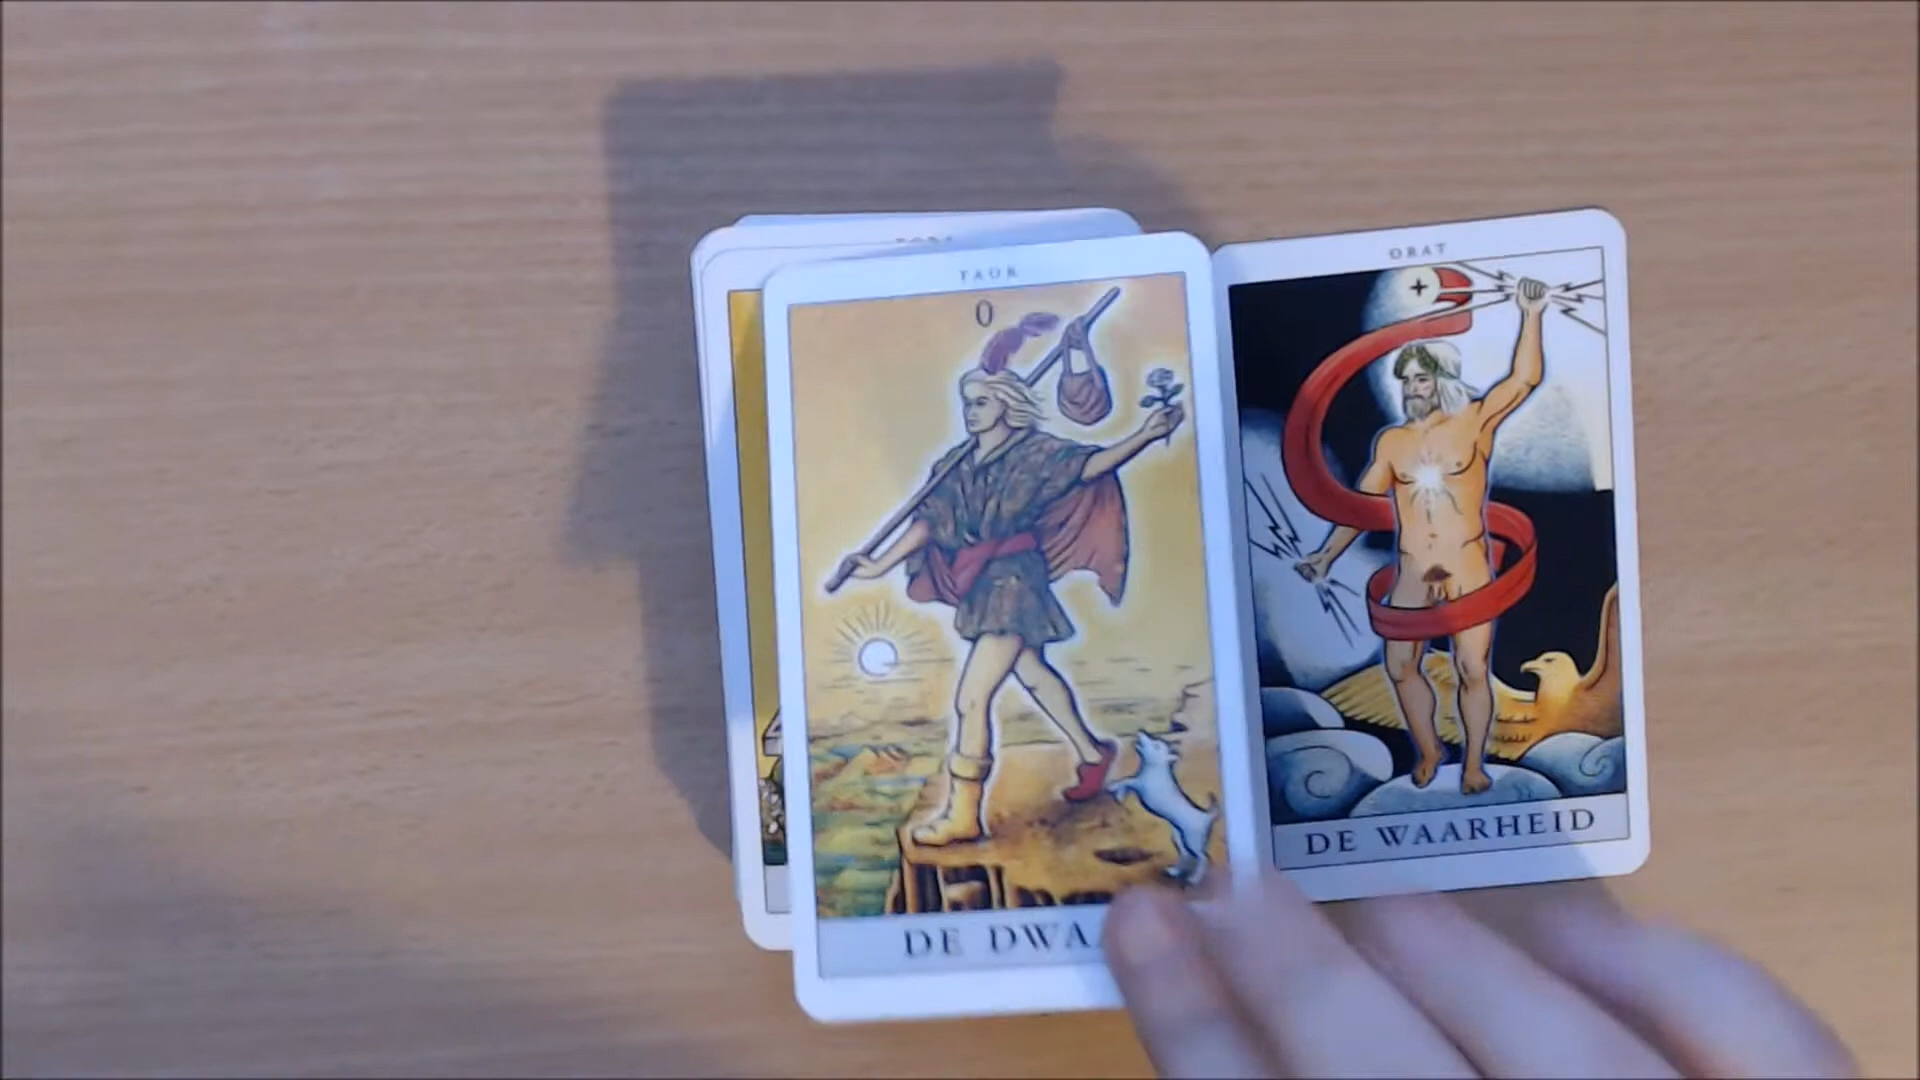 TAOR
0
DE DWAA
ORAT
+
DE WAARHEID